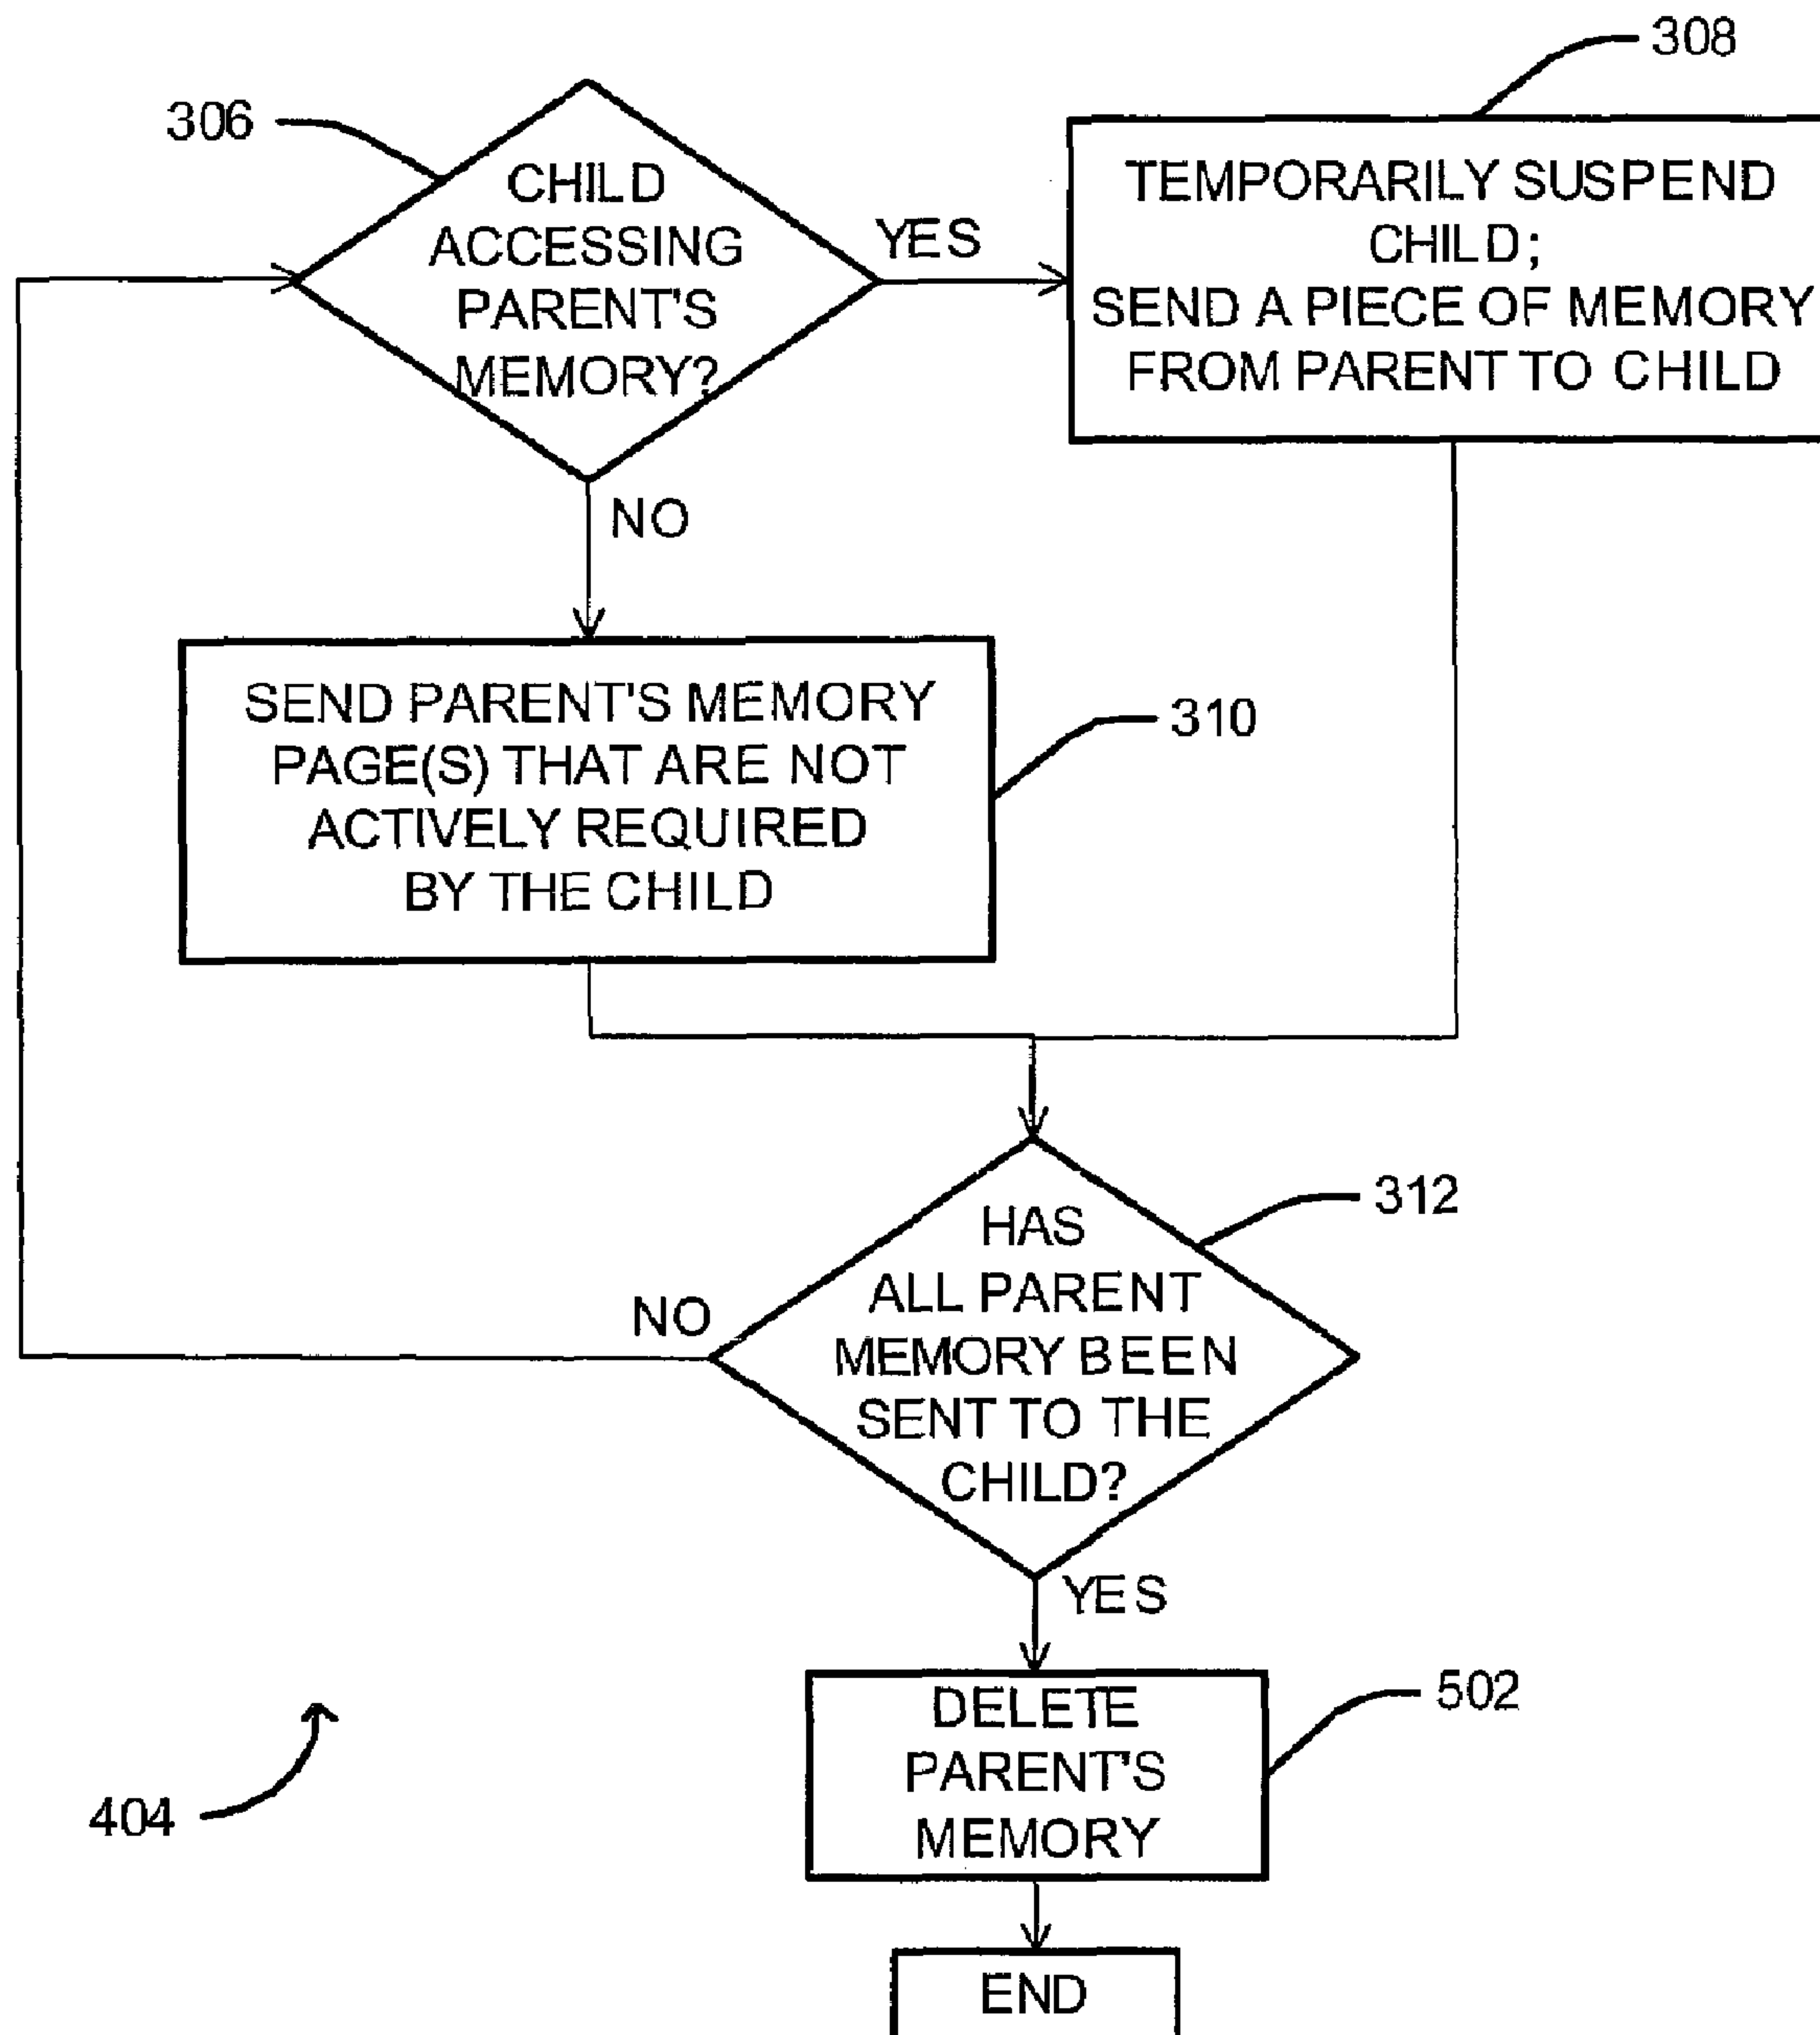 308
306
CHILD
ACCESSING
PARENT'S
MEMORY?
YES
TEMPORARILY SUSPEND
CHILD;
SEND A PIECE OF MEMORY
FROM PARENT TO CHILD
NO
SEND PARENT'S MEMORY
PAGE(S) THAT ARE NOT
ACTIVELY REQUIRED
BY THE CHILD
310
312
HAS
ALL PARENT
MEMORY BEEN
SENT TO THE
CHILD?
NO
YES
DELETE
PARENT'S
MEMORY
502
404
END